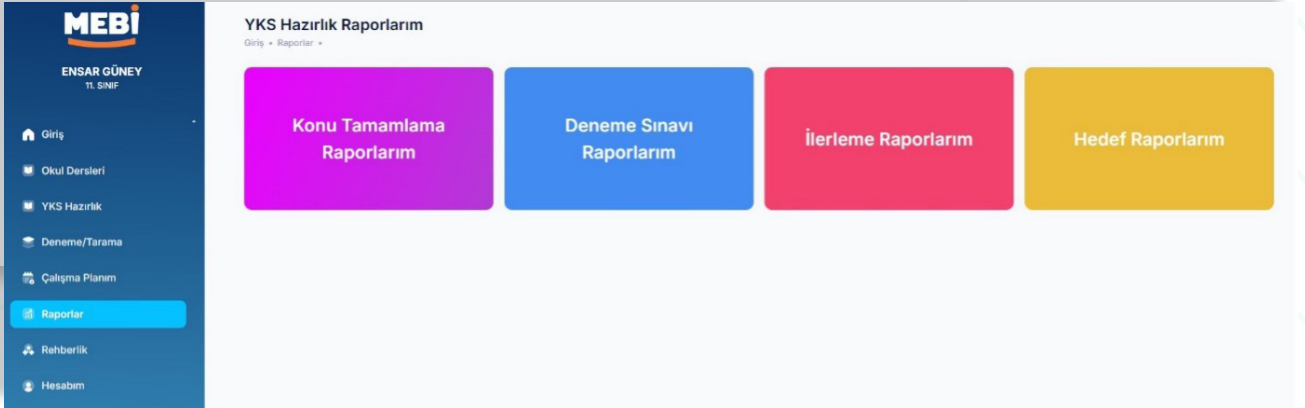 MEBİ
ENSAR GÜNEY
11. SINIF
Giriş
Okul Dersleri
YKS Hazırlık
Deneme/Tarama
Çalışma Planım
Raporlar
Rehberlik
Hesabım
YKS Hazırlık Raporlarım
Giriş • Raporlar •
Konu Tamamlama
Raporlarım
Deneme Sınavı
Raporlarım
İlerleme Raporlarım
Hedef Raporlarım